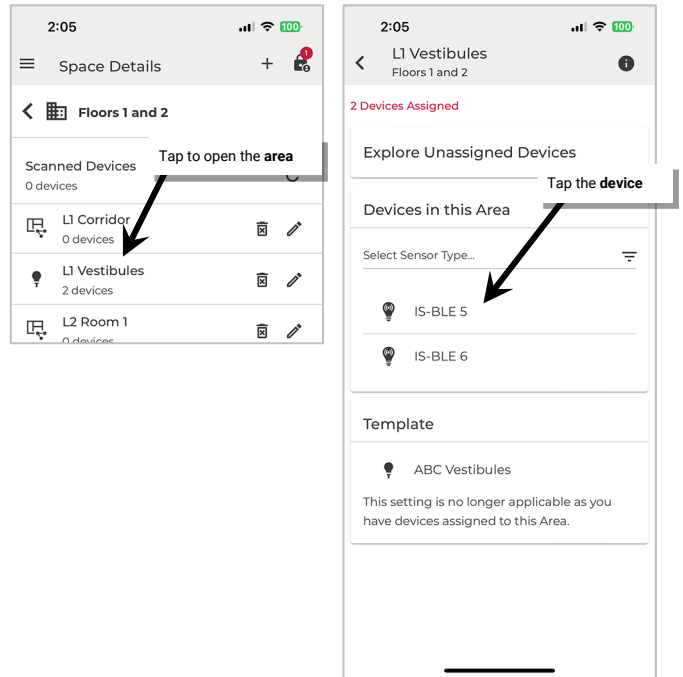 2:05
100
Space Details
1
Floors 1 and 2
Tap to open the area
Scanned Devices
0 devices
L1 Corridor
0 devices
L1 Vestibules
2 devices
L2 Room 1
0 devices
2:05
100
L1 Vestibules
Floors 1 and 2
2 Devices Assigned
Explore Unassigned Devices
Tap the device
Devices in this Area
Select Sensor Type...
IS-BLE 5
IS-BLE 6
Template
ABC Vestibules
This setting is no longer applicable as you
have devices assigned to this Area.